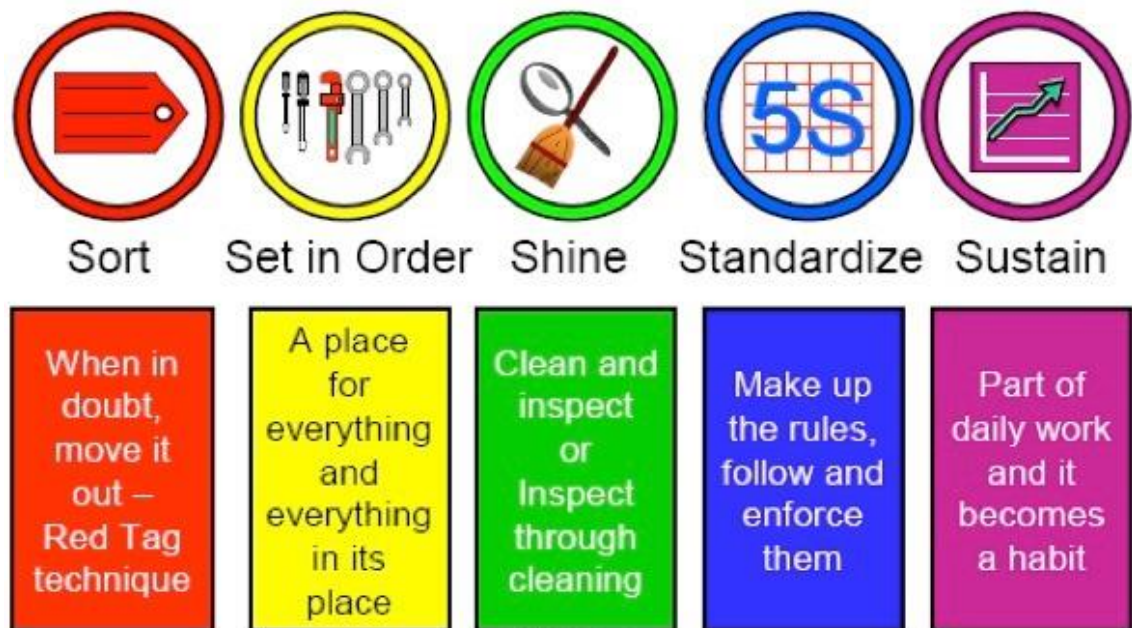 5S
Sort
Set in Order
Shine
Standardize
Sustain
When in
doubt,
move it
out –
Red Tag
technique
A place
for
everything
and
everything
in its
place
Clean and
inspect
or
Inspect
through
cleaning
Make up
the rules,
follow and
enforce
them
Part of
daily work
and it
becomes
a habit